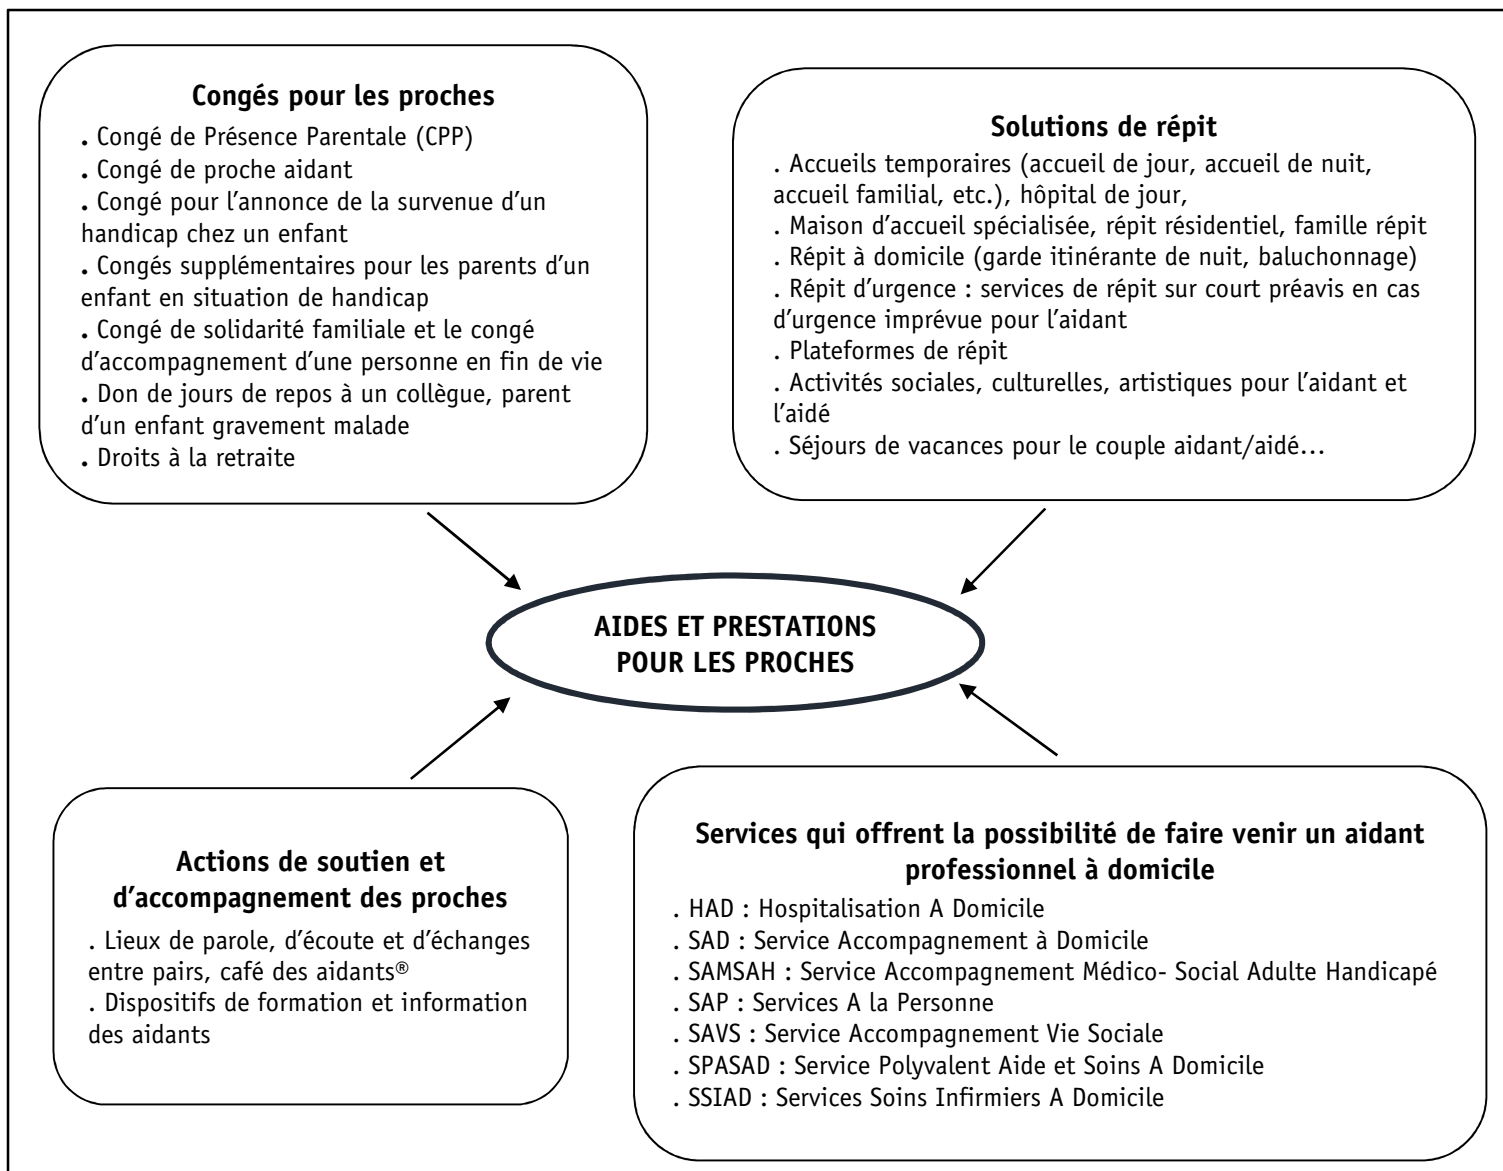 Congés pour les proches
. Congé de Présence Parentale (CPP)
. Congé de proche aidant
. Congé pour l’annonce de la survenue d’un
handicap chez un enfant
. Congés supplémentaires pour les parents d’un
enfant en situation de handicap
. Congé de solidarité familiale et le congé
d’accompagnement d’une personne en fin de vie
. Don de jours de repos à un collègue, parent
d’un enfant gravement malade
. Droits à la retraite
Solutions de répit
. Accueils temporaires (accueil de jour, accueil de nuit,
accueil familial, etc.), hôpital de jour,
. Maison d’accueil spécialisée, répit résidentiel, famille répit
. Répit à domicile (garde itinérante de nuit, baluchonnage)
. Répit d’urgence : services de répit sur court préavis en cas
d’urgence imprévue pour l’aidant
. Plateformes de répit
. Activités sociales, culturelles, artistiques pour l’aidant et
l’aidé
. Séjours de vacances pour le couple aidant/aidé…
AIDES ET PRESTATIONS
POUR LES PROCHES
Actions de soutien et
d’accompagnement des proches
. Lieux de parole, d’écoute et d’échanges
entre pairs, café des aidants®
. Dispositifs de formation et information
des aidants
Services qui offrent la possibilité de faire venir un aidant
professionnel à domicile
. HAD : Hospitalisation A Domicile
. SAD : Service Accompagnement à Domicile
. SAMSAH : Service Accompagnement Médico- Social Adulte Handicapé
. SAP : Services A la Personne
. SAVS : Service Accompagnement Vie Sociale
. SPASAD : Service Polyvalent Aide et Soins A Domicile
. SSIAD : Services Soins Infirmiers A Domicile